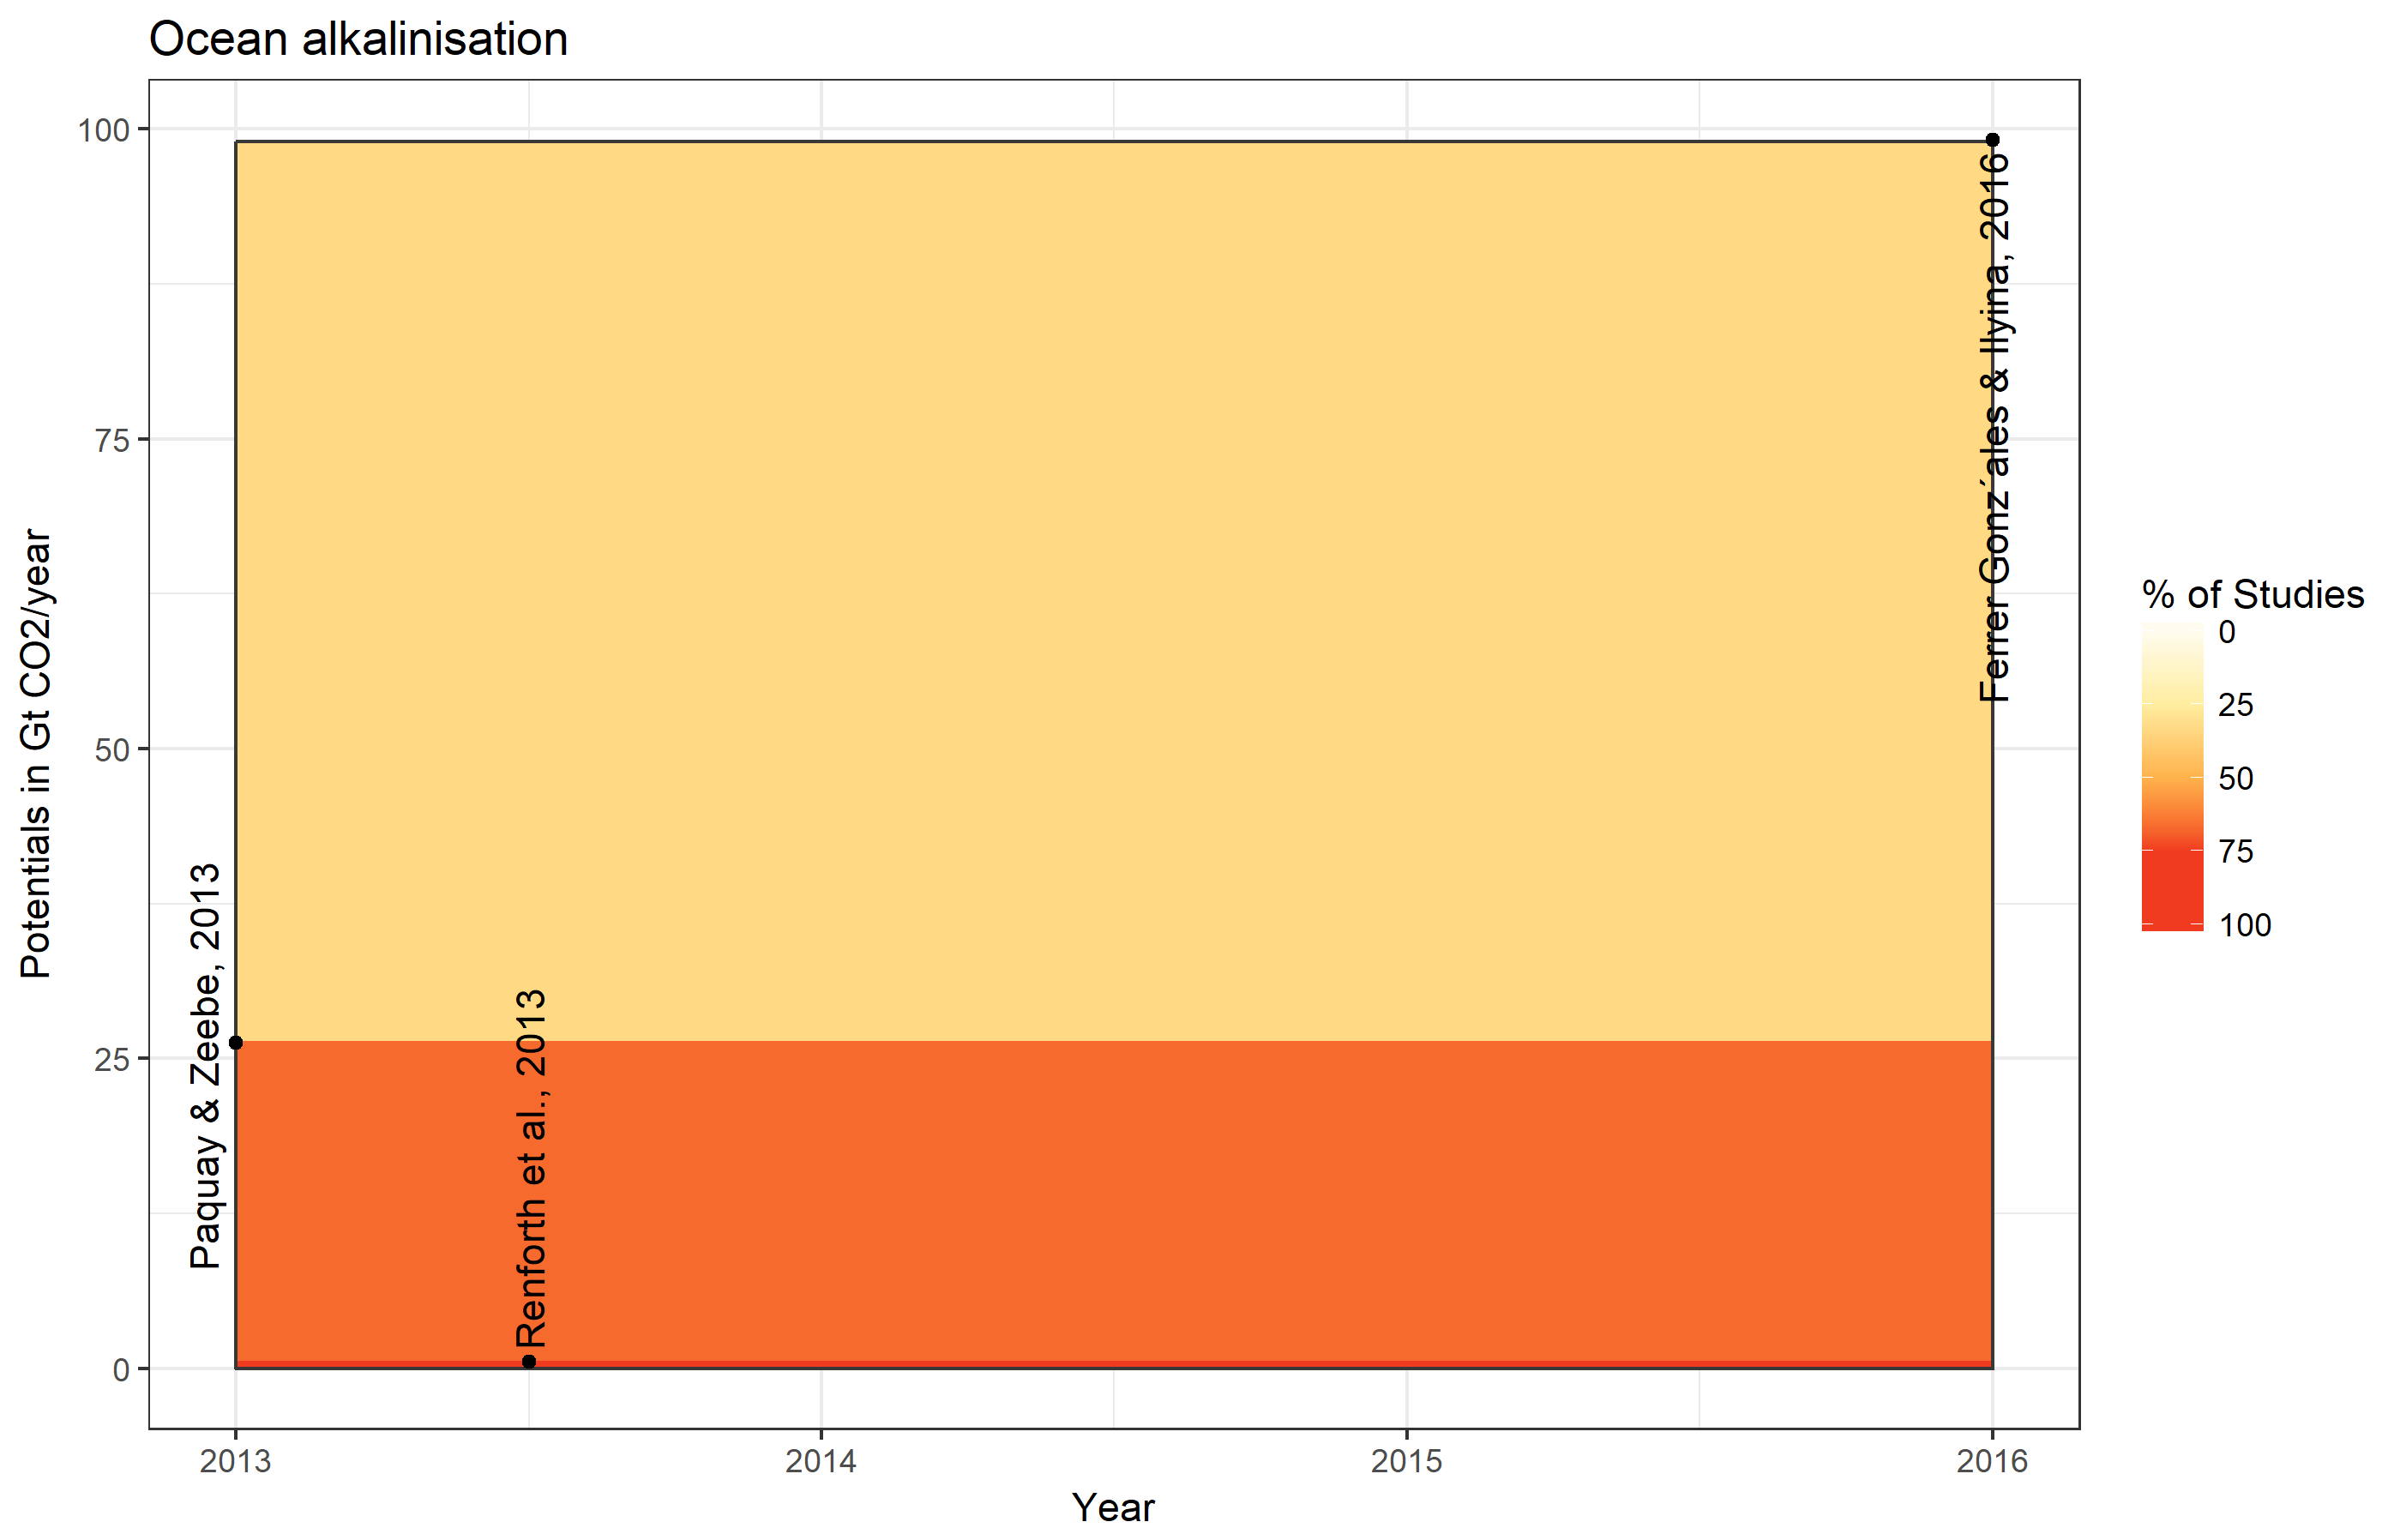 Ocean alkalinisation
Potentials in Gt CO2/year
100
75
50
25
0
Paquay & Zeebe, 2013
Renforth et al., 2013
Ferrer Gonz´ales & Ilyina, 2016
2013
2014
2015
2016
Year
% of Studies
0
25
50
75
100